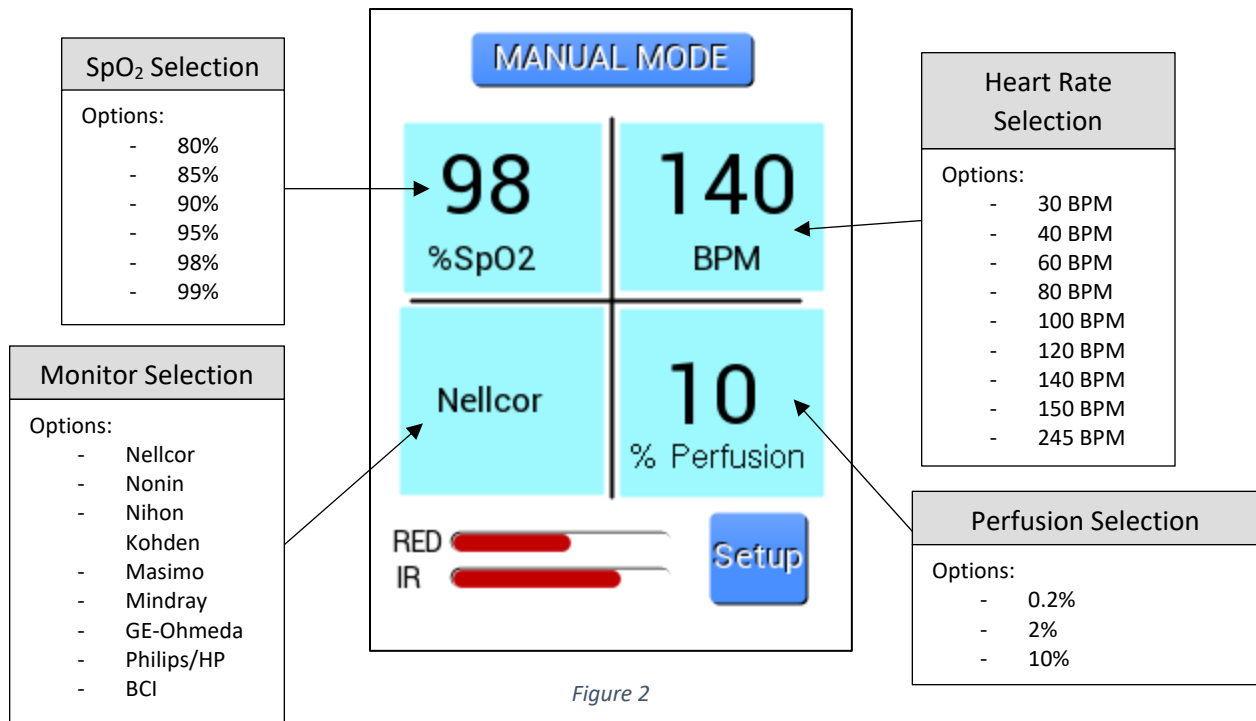 SpO₂ Selection
Options:
- 80%
- 85%
- 90%
- 95%
- 98%
- 99%
Monitor Selection
Options:
- Nellcor
- Nonin
- Nihon
Kohden
- Masimo
- Mindray
- GE-Ohmeda
- Philips/HP
- BCI
MANUAL MODE
98
%SpO2
140
BPM
Nellcor
10
% Perfusion
RED
IR
Setup
Heart Rate
Selection
Options:
- 30 BPM
- 40 BPM
- 60 BPM
- 80 BPM
- 100 BPM
- 120 BPM
- 140 BPM
- 150 BPM
- 245 BPM
Perfusion Selection
Options:
- 0.2%
- 2%
- 10%
Figure 2